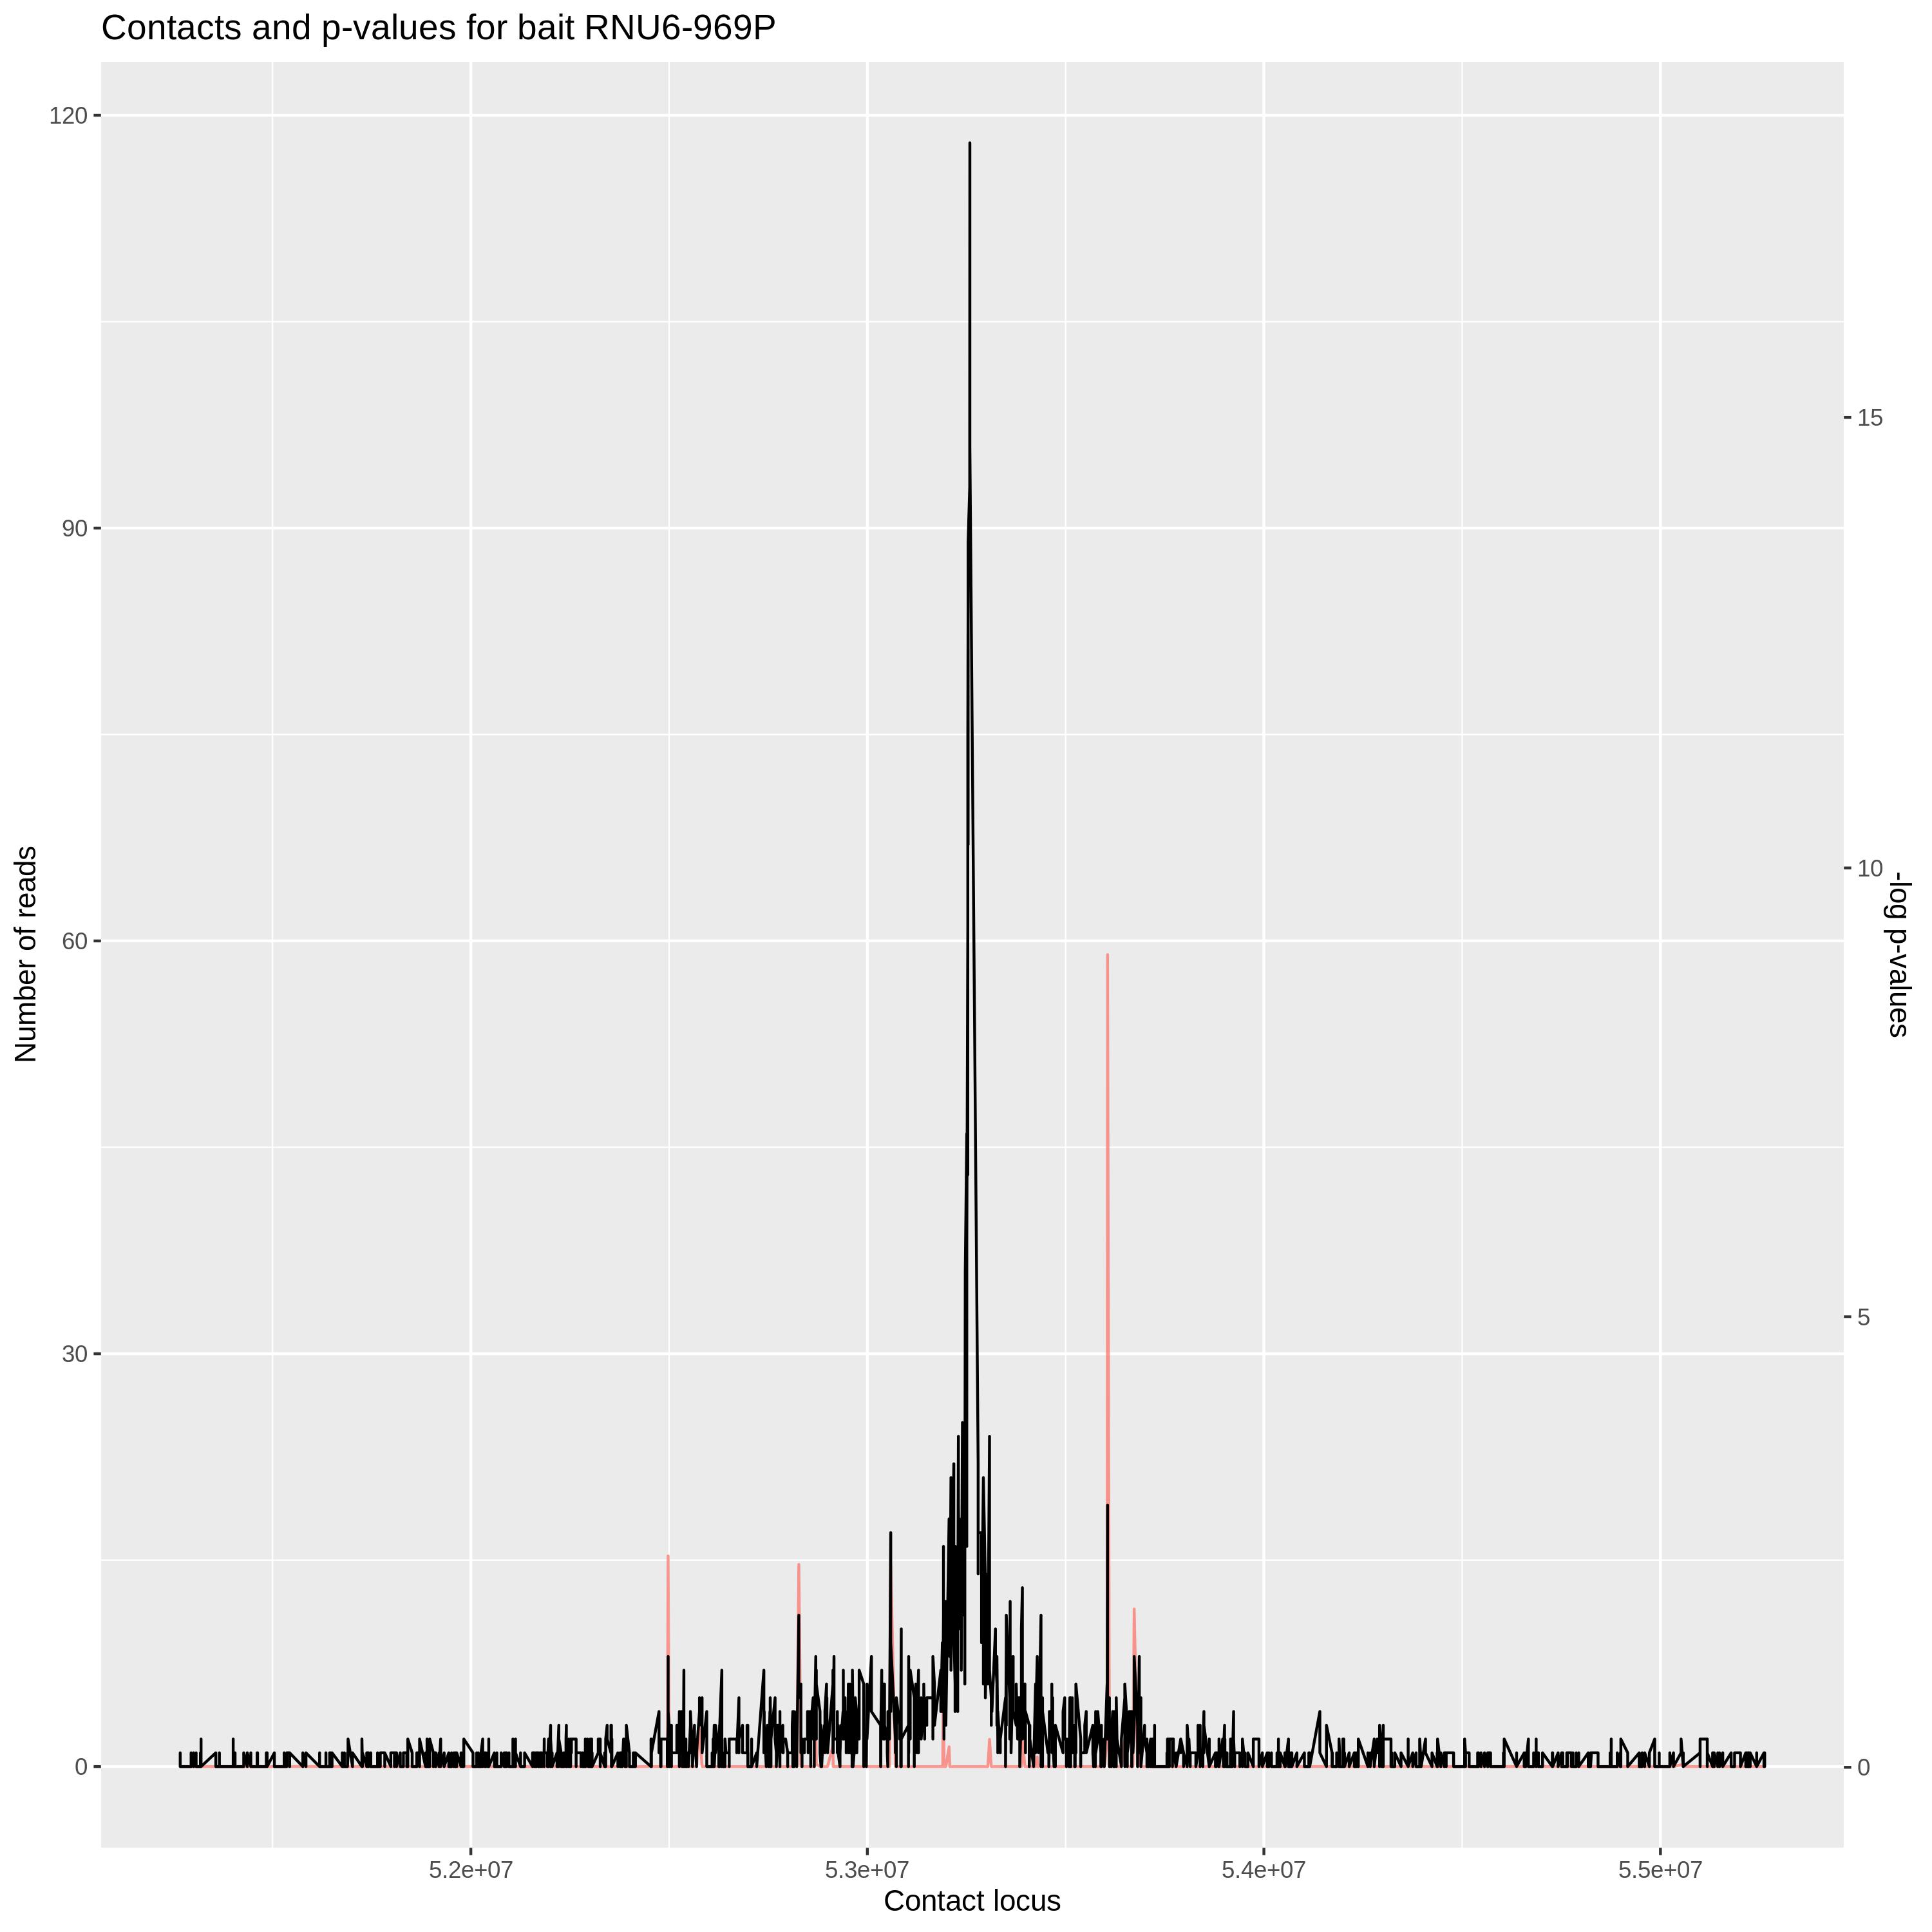 Contacts and p-values for bait RNU6-969P
120
90
60
30
0
Number of reads
15
10
5
0
-log p-values
5.2e+07 5.3e+07 5.4e+07 5.5e+07
Contact locus